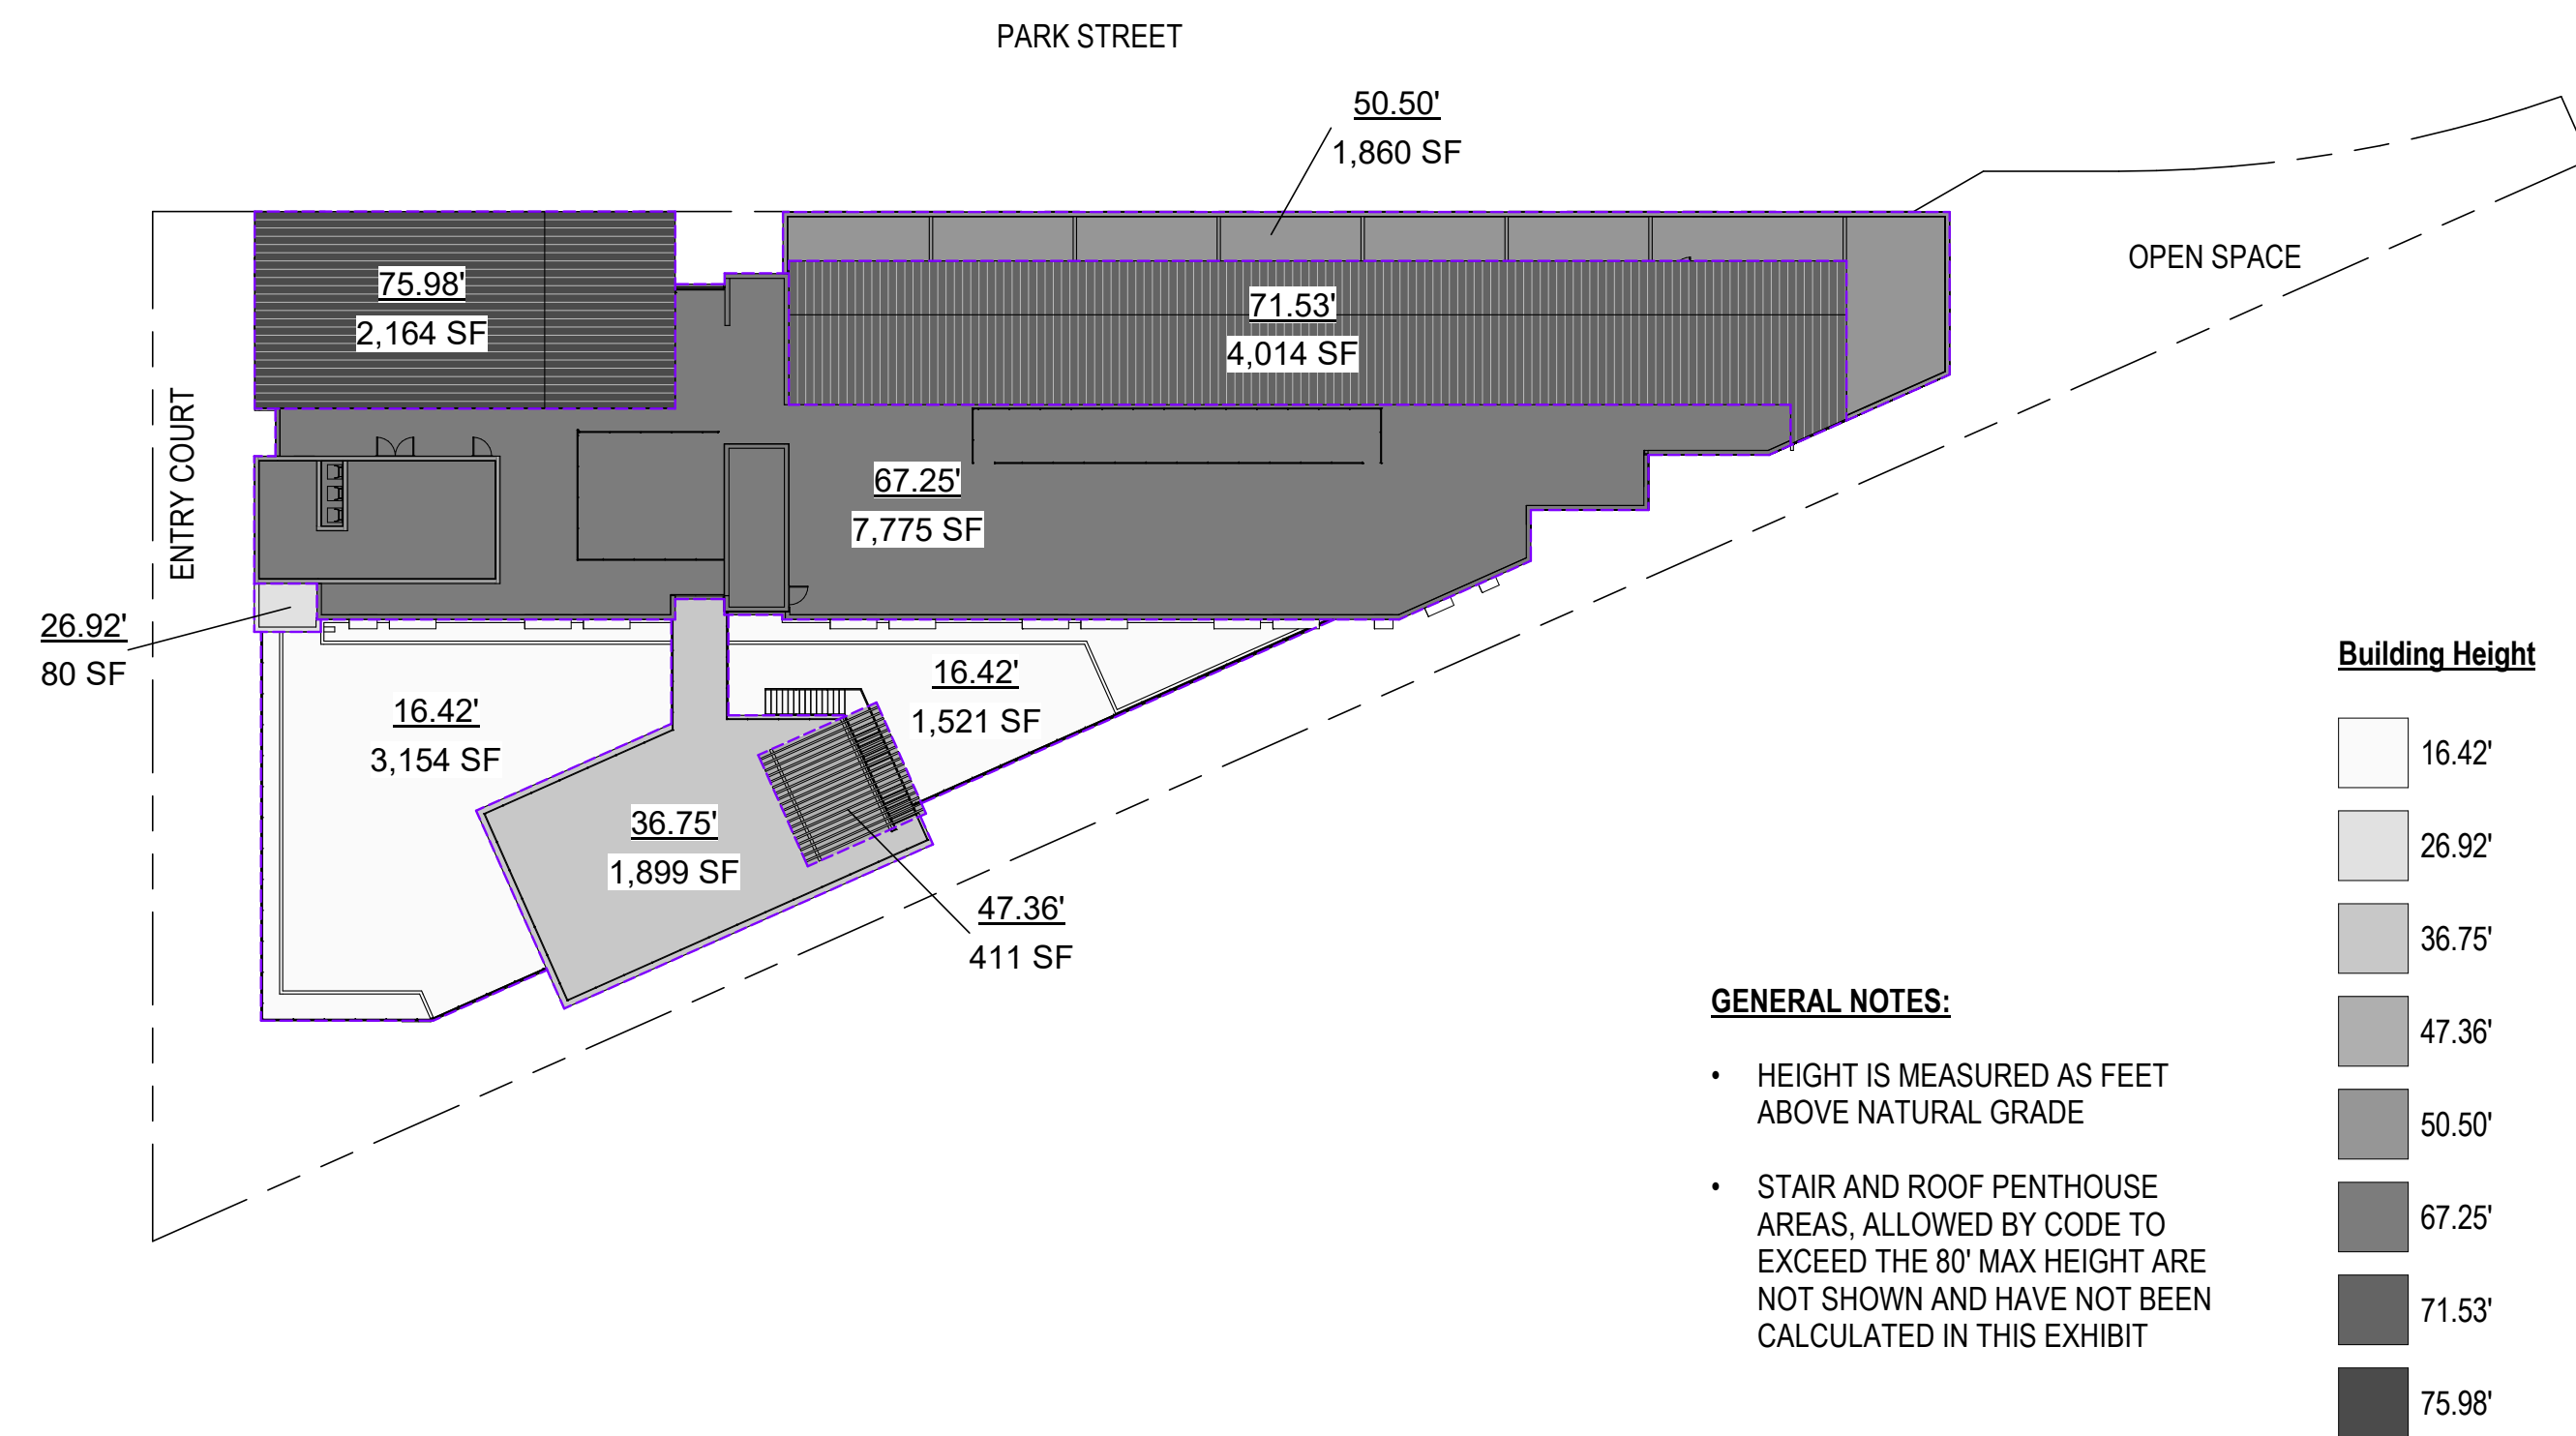 PARK STREET
50.50'
1,860 SF
OPEN SPACE
75.98'
2,164 SF
71.53'
4,014 SF
ENTRY COURT
67.25'
7,775 SF
26.92'
80 SF
16.42'
3,154 SF
16.42'
1,521 SF
36.75'
1,899 SF
47.36'
411 SF
GENERAL NOTES:
• HEIGHT IS MEASURED AS FEET
ABOVE NATURAL GRADE
• STAIR AND ROOF PENTHOUSE
AREAS, ALLOWED BY CODE TO
EXCEED THE 80' MAX HEIGHT ARE
NOT SHOWN AND HAVE NOT BEEN
CALCULATED IN THIS EXHIBIT
Building Height
16.42'
26.92'
36.75'
47.36'
50.50'
67.25'
71.53'
75.98'